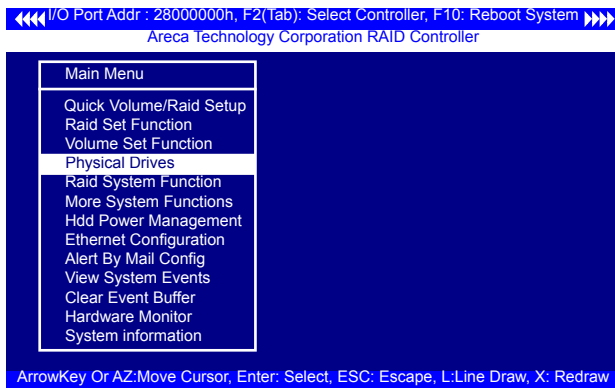 I/O Port Addr : 28000000h, F2(Tab): Select Controller, F10: Reboot System
Areca Technology Corporation RAID Controller
Main Menu
Quick Volume/Raid Setup
Raid Set Function
Volume Set Function
Physical Drives
Raid System Function
More System Functions
Hdd Power Management
Ethernet Configuration
Alert By Mail Config
View System Events
Clear Event Buffer
Hardware Monitor
System information
ArrowKey Or AZ:Move Cursor, Enter: Select, ESC: Escape, L:Line Draw, X: Redraw